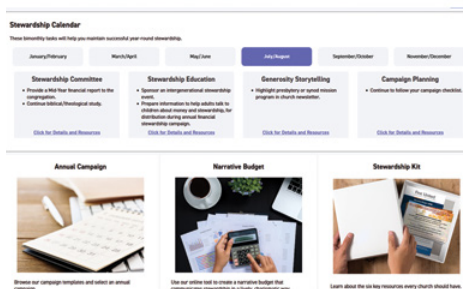 Stewardship Calendar
These bimonthly tasks will help you maintain successful year-round stewardship.
January/February March/April May/June July/August September/October November/December
Stewardship Committee
• Provide a Mid-Year financial report to the
congregation.
• Continue biblical/theological study.
Click for Details and Resources
Stewardship Education
• Sponsor an intergenerational stewardship
event.
• Prepare information to help adults talk to
children about money and stewardship, for
distribution during annual financial
stewardship campaign.
Click for Details and Resources
Generosity Storytelling
• Highlight presbytery or synod mission
program in church newsletter.
Click for Details and Resources
Campaign Planning
• Continue to follow your campaign checklist.
Click for Details and Resources
Annual Campaign
Browse our campaign templates and select an annual
campaign
Narrative Budget
Use our online tool to create a narrative budget that
Stewardship Kit
Learn about the six key resources every church should have.